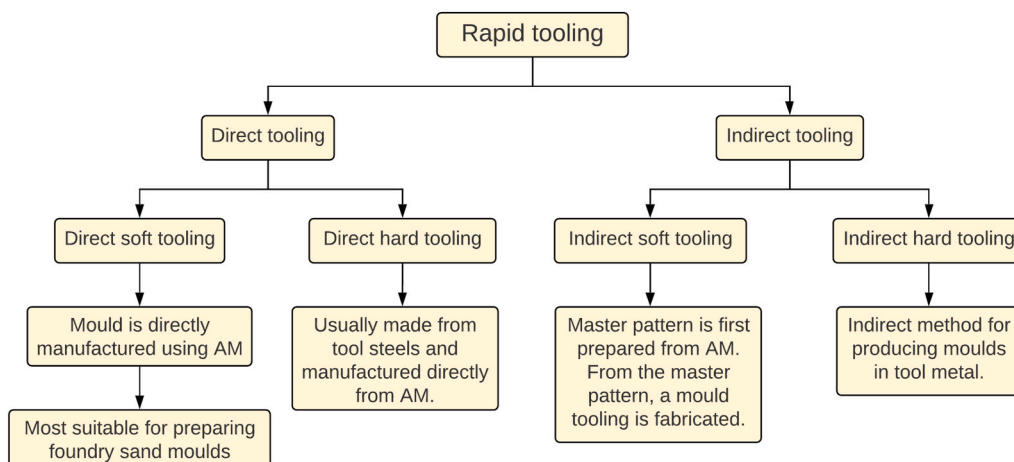 Rapid tooling
Direct tooling
Indirect tooling
Direct soft tooling
Direct hard tooling
Indirect soft tooling
Indirect hard tooling
Mould is directly
manufactured using AM
Usually made from
tool steels and
manufactured directly
from AM.
Master pattern is first
prepared from AM.
From the master
pattern, a mould
tooling is fabricated.
Indirect method for
producing moulds
in tool metal.
Most suitable for preparing
foundry sand moulds